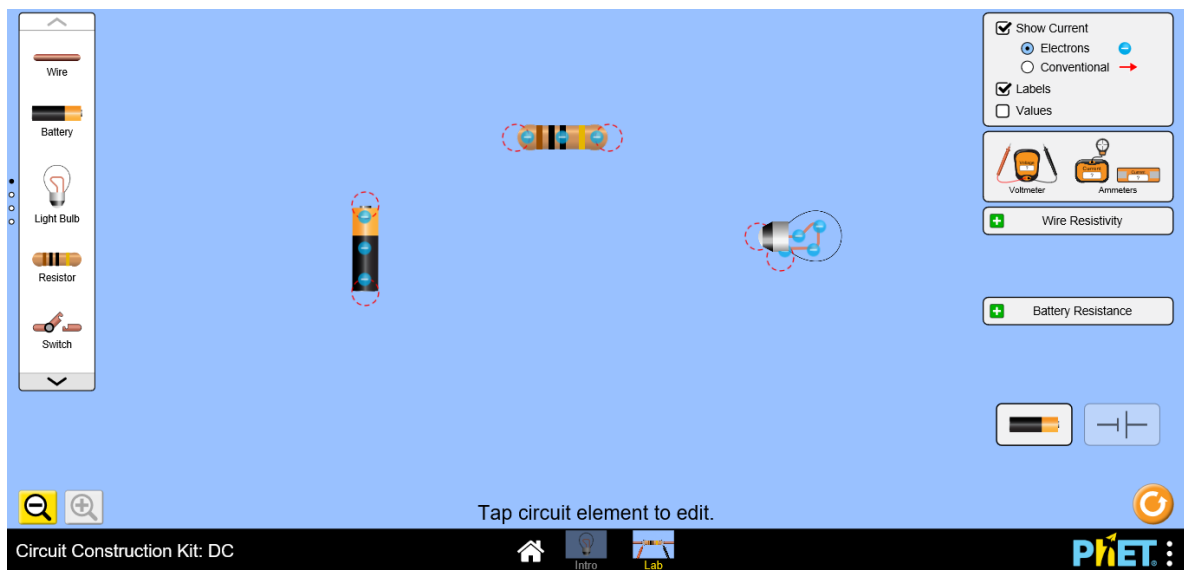 Wire
Battery
Light Bulb
Resistor
Switch
Show Current
Electrons
Conventional
Labels
Values
Voltmeter
Ammeters
Wire Resistivity
Battery Resistance
Tap circuit element to edit.
Circuit Construction Kit: DC
Intro
Lab
PhET